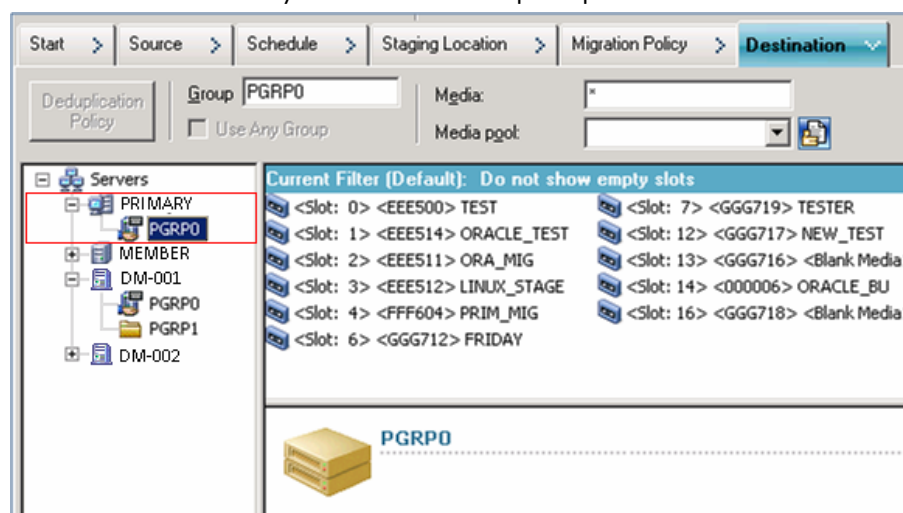 Start > Source > Schedule > Staging Location > Migration Policy > Destination
Deduplication Policy
Group PGRP0
Use Any Group
Media: *
Media pool:
Servers
PRIMARY
PGRP0
MEMBER
DM-001
PGRP0
PGRP1
DM-002
Current Filter (Default): Do not show empty slots
<Slot: 0> <EEE500> TEST
<Slot: 1> <EEE514> ORACLE_TEST
<Slot: 2> <EEE511> ORA_MIG
<Slot: 3> <EEE512> LINUX_STAGE
<Slot: 4> <FFF604> PRIM_MIG
<Slot: 6> <GGG712> FRIDAY
<Slot: 7> <GGG719> TESTER
<Slot: 12> <GGG717> NEW_TEST
<Slot: 13> <GGG716> <Blank Media
<Slot: 14> <000006> ORACLE_BU
<Slot: 16> <GGG718> <Blank Media
PGRP0